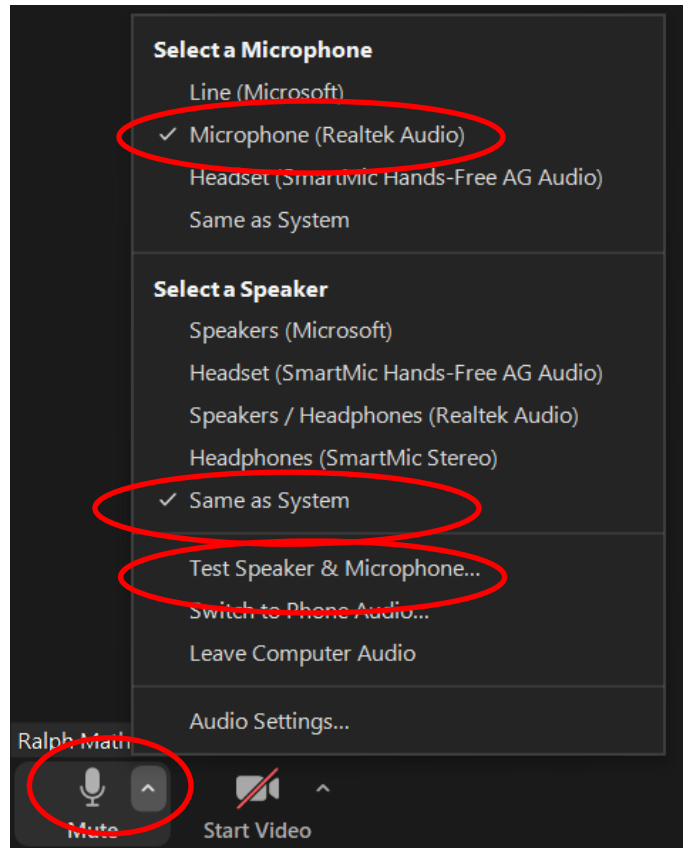 Select a Microphone
Line (Microsoft)
Microphone (Realtek Audio)
Headset (SmartMic Hands-Free AG Audio)
Same as System
Select a Speaker
Speakers (Microsoft)
Headset (SmartMic Hands-Free AG Audio)
Speakers / Headphones (Realtek Audio)
Headphones (SmartMic Stereo)
Same as System
Test Speaker & Microphone...
Switch to Phone Audio...
Leave Computer Audio
Audio Settings...
Ralph Math
Mute
Start Video